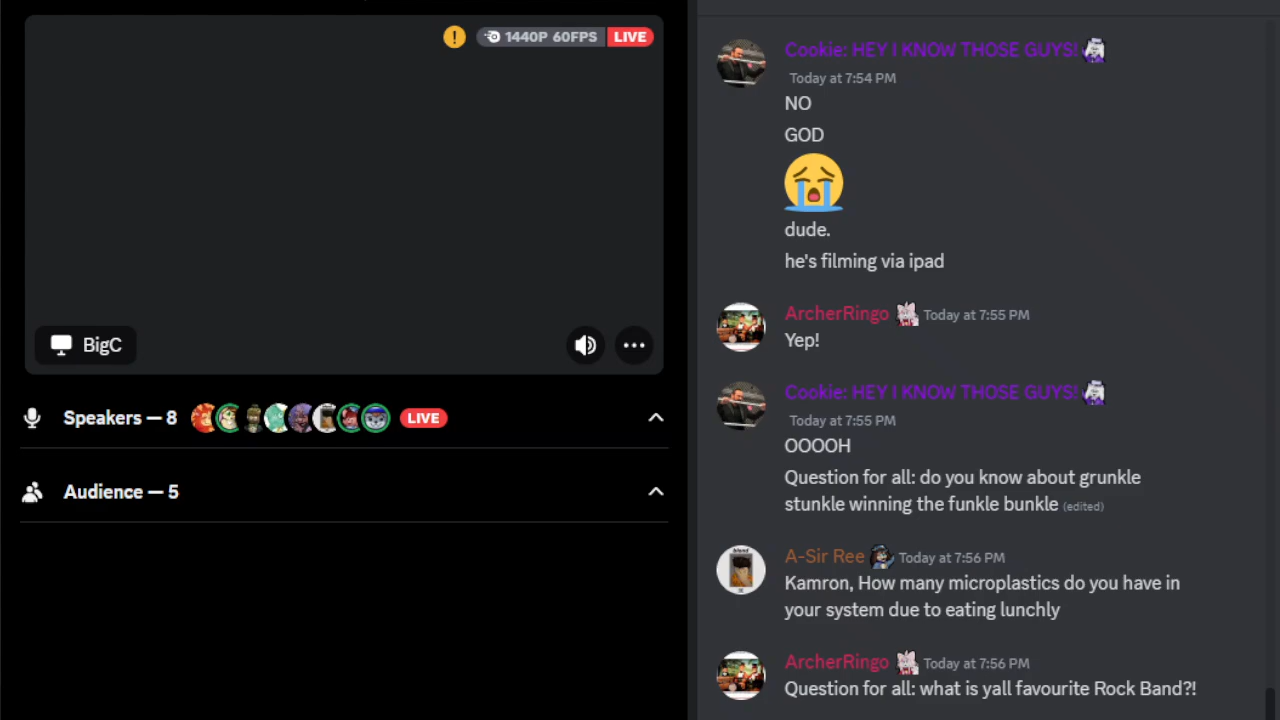 1440P 60FPS LIVE
BigC
Speakers — 8 LIVE
Audience — 5
Cookie: HEY I KNOW THOSE GUYS!
Today at 7:54 PM
NO
GOD
dude.
he's filming via ipad
ArcherRingo Today at 7:55 PM
Yep!
Cookie: HEY I KNOW THOSE GUYS!
Today at 7:55 PM
OOOOH
Question for all: do you know about grunkle
stunkle winning the funkle bunkle (edited)
A-Sir Ree Today at 7:56 PM
Kamron, How many microplastics do you have in
your system due to eating lunchly
ArcherRingo Today at 7:56 PM
Question for all: what is yall favourite Rock Band?!